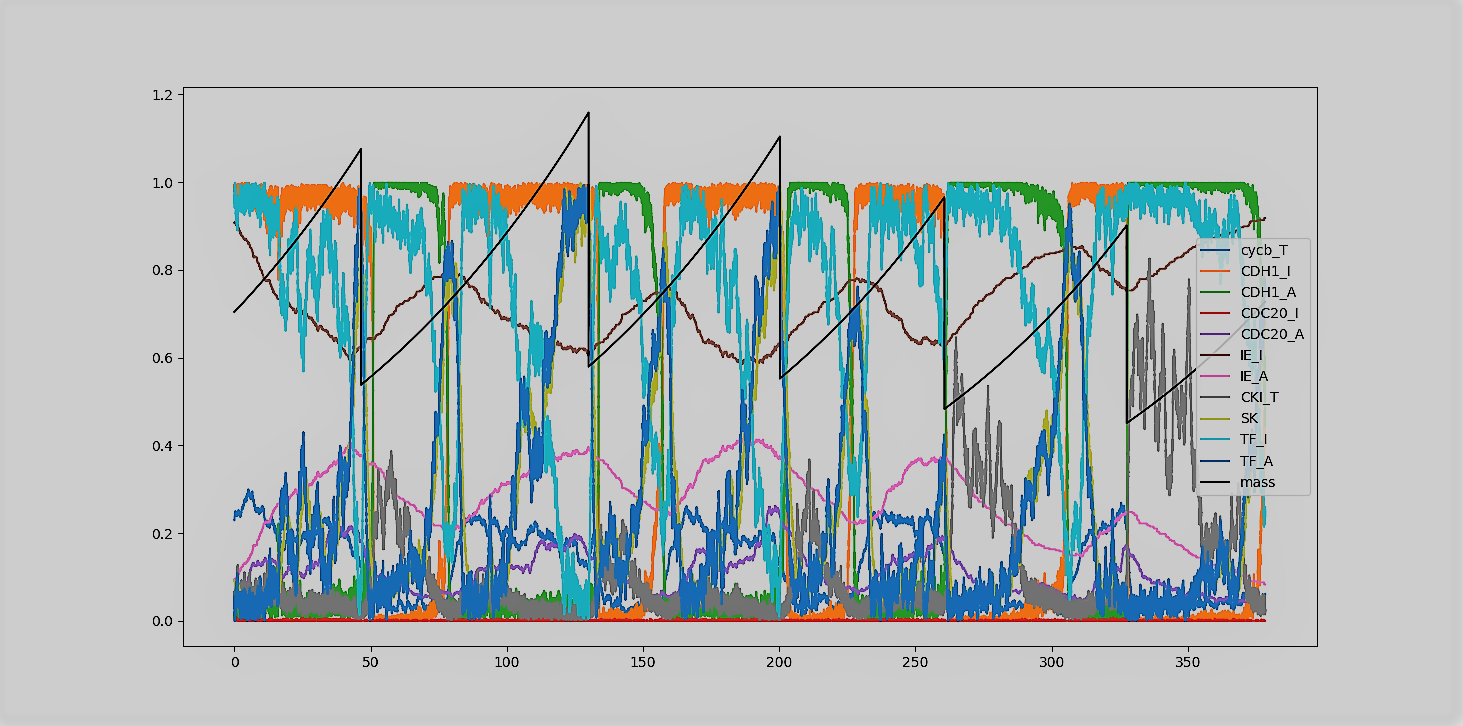 1.2
1.0
0.8
0.6
0.4
0.2
0.0
0 50 100 150 200 250 300 350
cycb_T
CDH1_I
CDH1_A
CDC20_I
CDC20_A
IE_I
IE_A
CKI_T
SK
TF_I
TF_A
mass